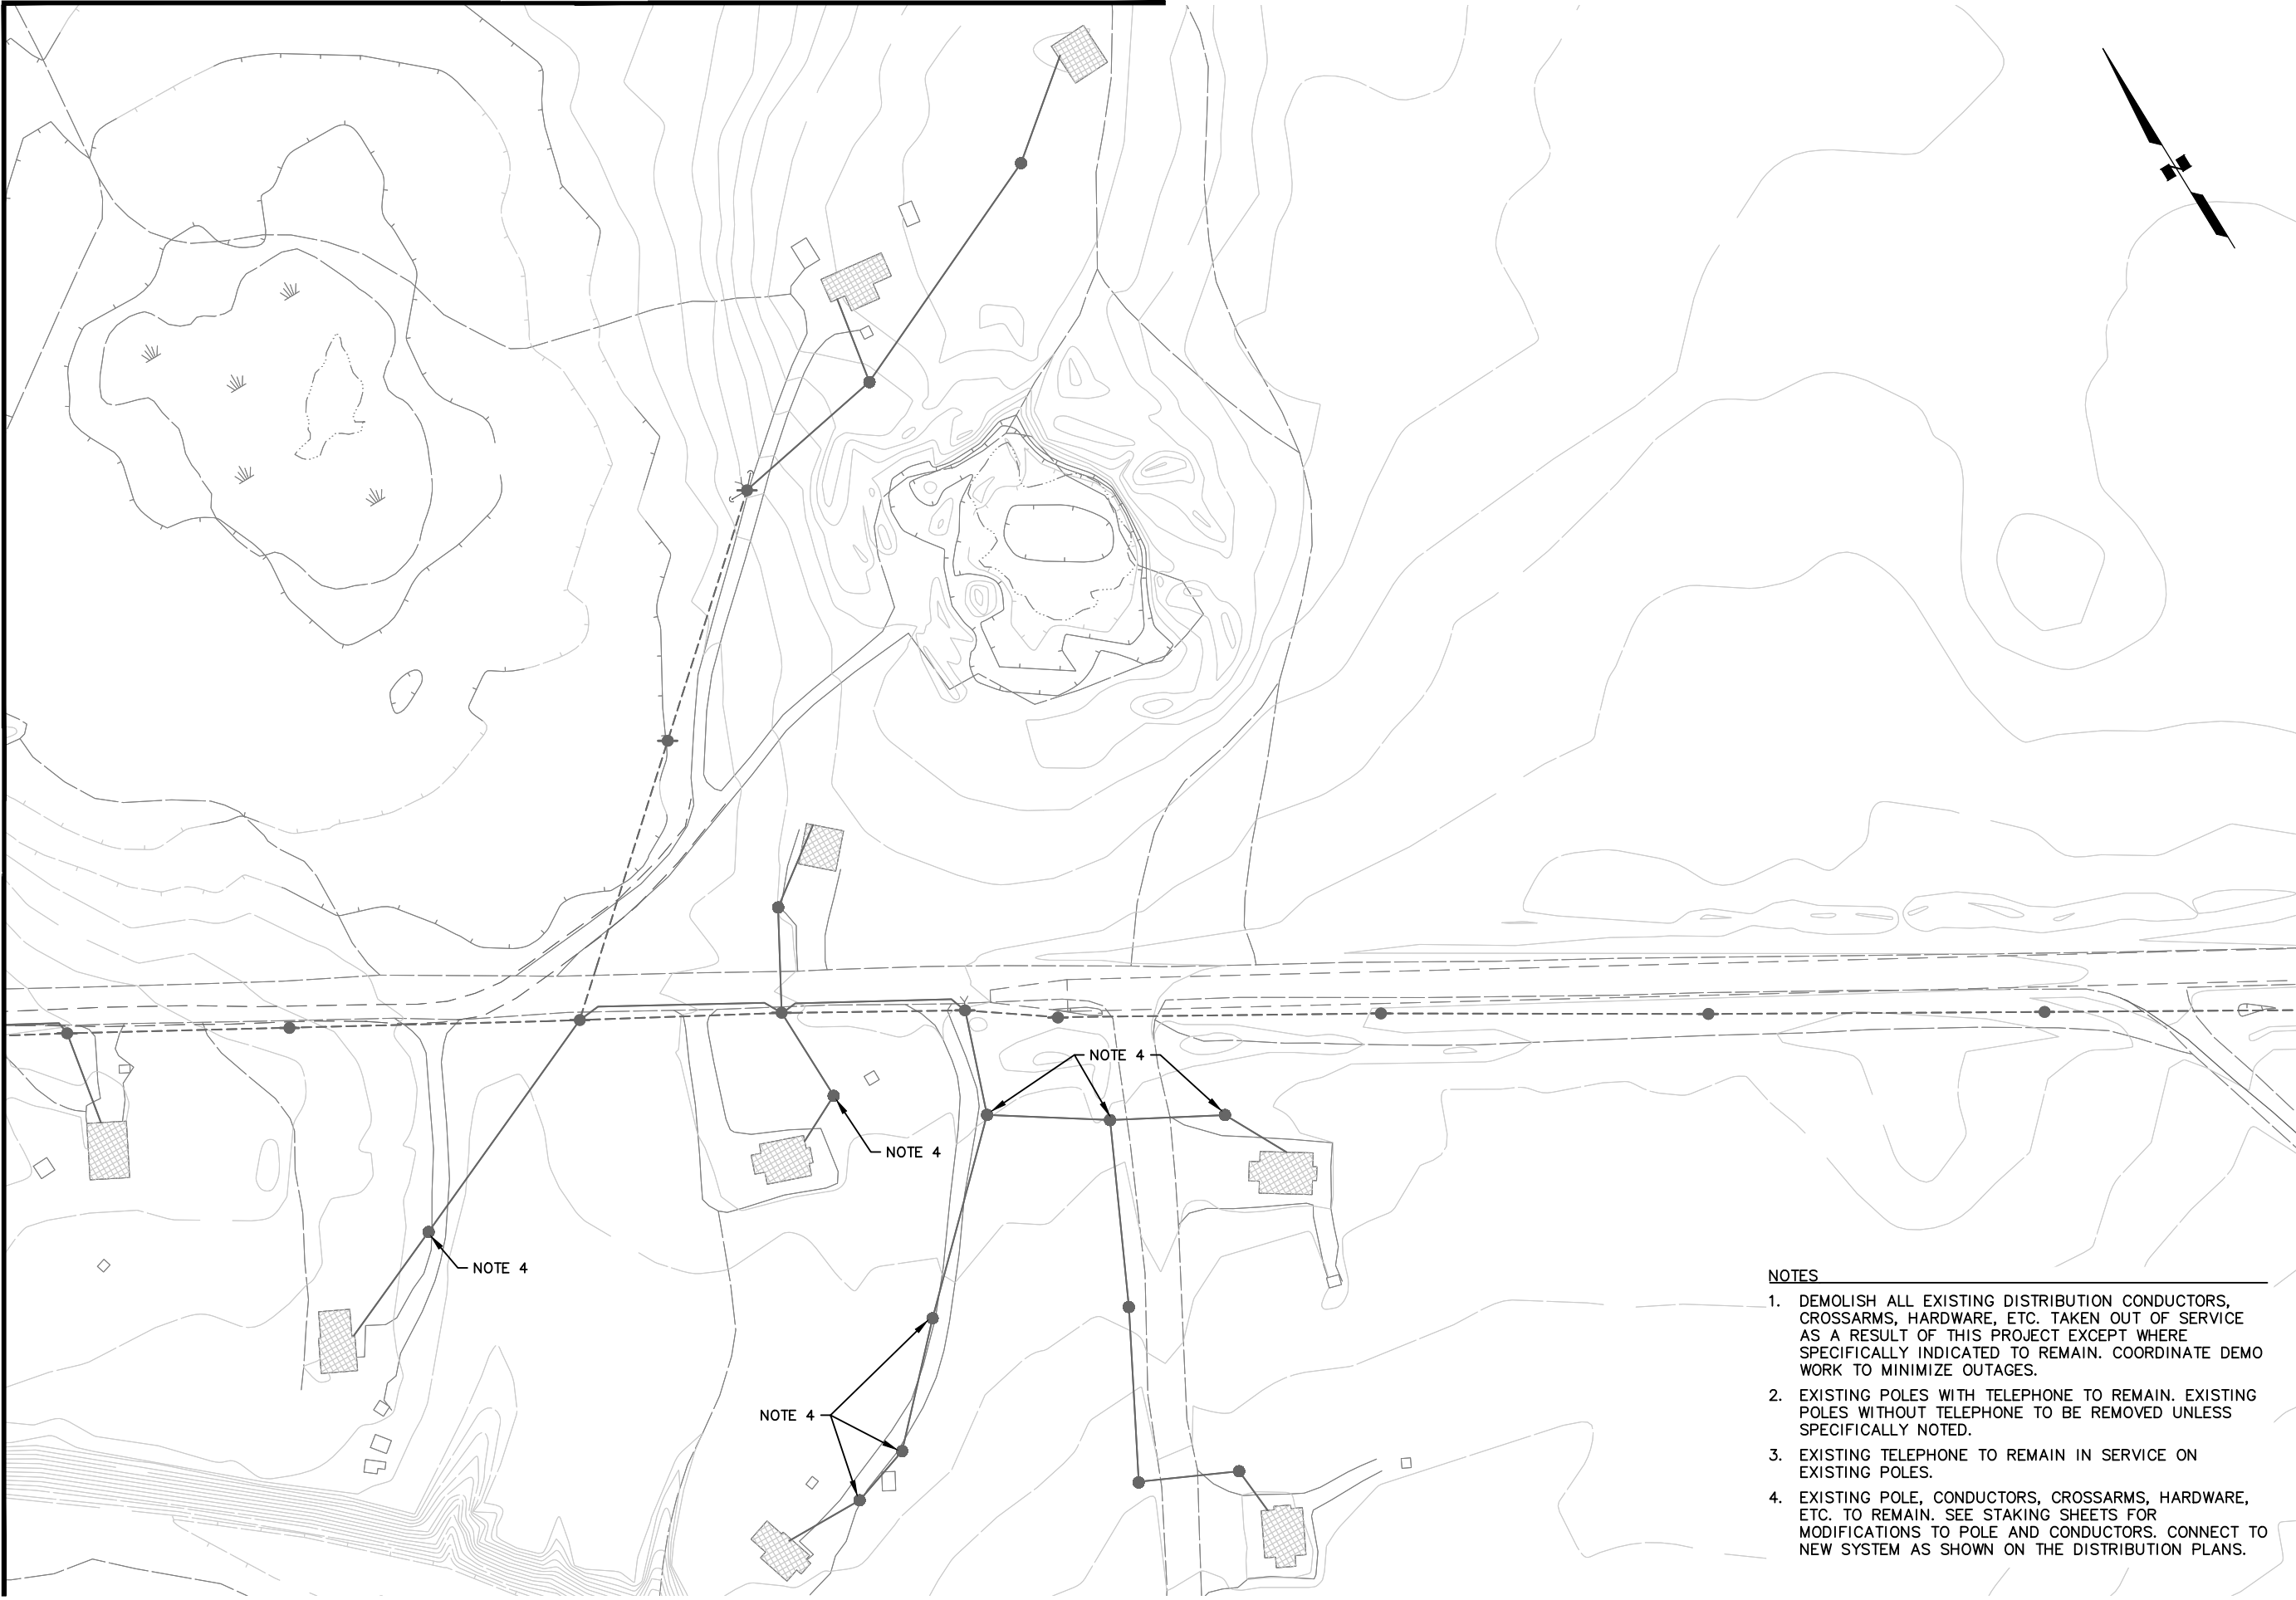 NOTE 4
NOTE 4
NOTE 4
NOTE 4
NOTES
1. DEMOLISH ALL EXISTING DISTRIBUTION CONDUCTORS,
CROSSARMS, HARDWARE, ETC. TAKEN OUT OF SERVICE
AS A RESULT OF THIS PROJECT EXCEPT WHERE
SPECIFICALLY INDICATED TO REMAIN. COORDINATE DEMO
WORK TO MINIMIZE OUTAGES.
2. EXISTING POLES WITH TELEPHONE TO REMAIN. EXISTING
POLES WITHOUT TELEPHONE TO BE REMOVED UNLESS
SPECIFICALLY NOTED.
3. EXISTING TELEPHONE TO REMAIN IN SERVICE ON
EXISTING POLES.
4. EXISTING POLE, CONDUCTORS, CROSSARMS, HARDWARE,
ETC. TO REMAIN. SEE STAKING SHEETS FOR
MODIFICATIONS TO POLE AND CONDUCTORS. CONNECT TO
NEW SYSTEM AS SHOWN ON THE DISTRIBUTION PLANS.